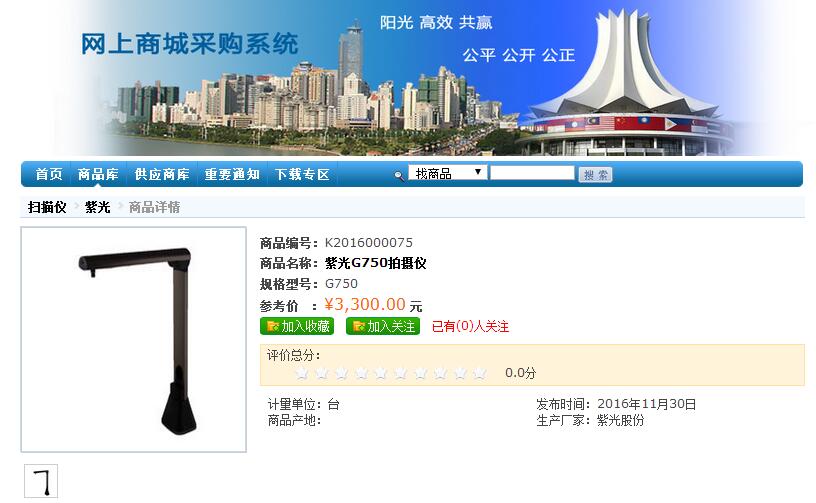 阳光 高效 共赢
网上商城采购系统
公平 公开 公正
首页 商品库 供应商库 重要通知 下载专区 找商品 搜 索
扫描仪 紫光 商品详情
商品编号：K2016000075
商品名称：紫光G750拍摄仪
规格型号：G750
参考价 ：¥3,300.00 元
加入收藏 加入关注 已有(0)人关注
评价总分：
0.0分
计量单位：台 发布时间：2016年11月30日
商品产地： 生产厂家：紫光股份